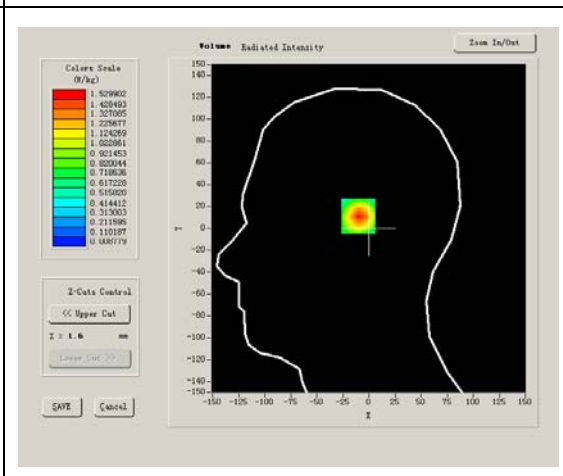 Volume Radiated Intensity
Zoom In/Out
Colors Scale
(W/kg)
1.529902
1.428493
1.327085
1.225677
1.124269
1.022861
0.921453
0.820044
0.718636
0.617228
0.515820
0.414412
0.313003
0.211595
0.110187
0.008779
150
140
120
100
80
60
40
20
0
-20
-40
-60
-80
-100
-120
-140
-150
Y
-150 -125 -100 -75 -50 -25 0 25 50 75 100 125 150
X
Z-Cuts Control
<< Upper Cut
Z = 1.6 mm
Lower Cut >>
SAVE
Cancel